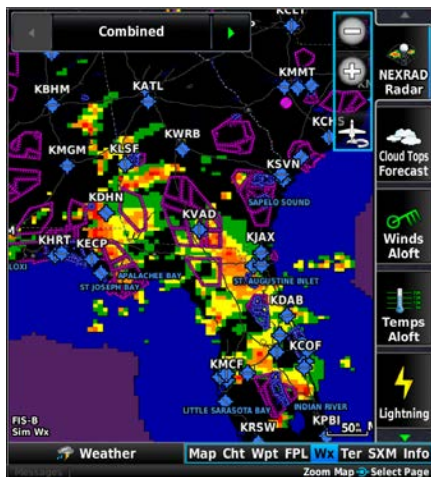 Combined
KCLT
KMMT
KBHM
KATL
KCHS
KWRB
KMGM
KLSF
KSVN
SAPELO SOUND
KDHN
KVAD
KHRT
KECP
KJAX
LOXI
APALACHEE BAY
ST JOSEPH BAY
ST. AUGUSTINE INLET
KDAB
KCOF
KMCF
LITTLE SARASOTA BAY
INDIAN RIVER
KRSW
KPBI
50
FIS-B
Sim Wx
NEXRAD
Radar
Cloud Tops
Forecast
Winds
Aloft
Temps
Aloft
Lightning
Weather
Map Cht Wpt FPL Wx Ter SXM Info
Messages
Zoom Map Select Page